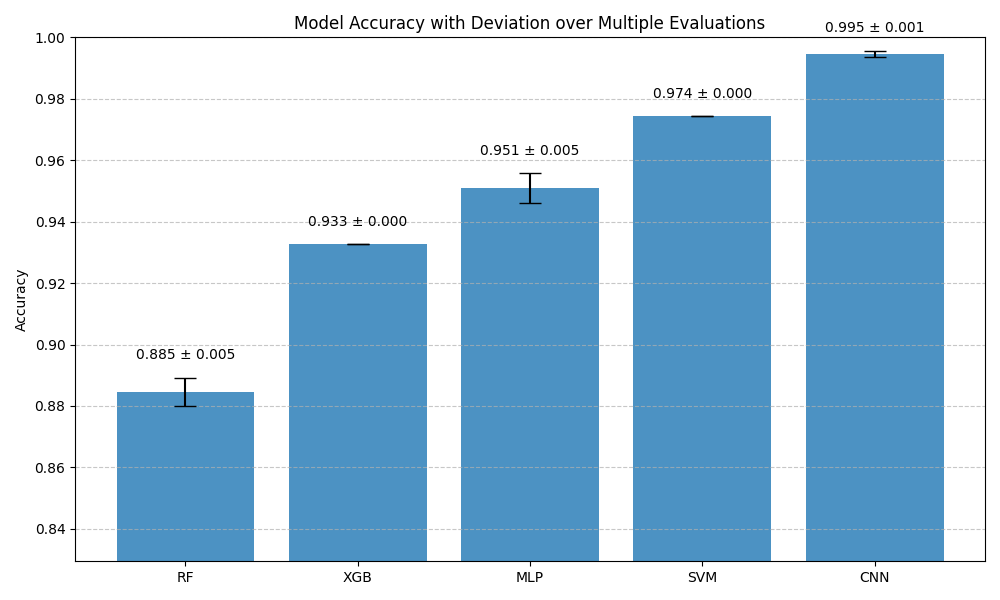 Model Accuracy with Deviation over Multiple Evaluations
0.995 ± 0.001
1.00
0.98
0.974 ± 0.000
0.96
0.951 ± 0.005
0.94
0.933 ± 0.000
0.92
Accuracy
0.90
0.885 ± 0.005
0.88
0.86
0.84
RF XGB MLP SVM CNN